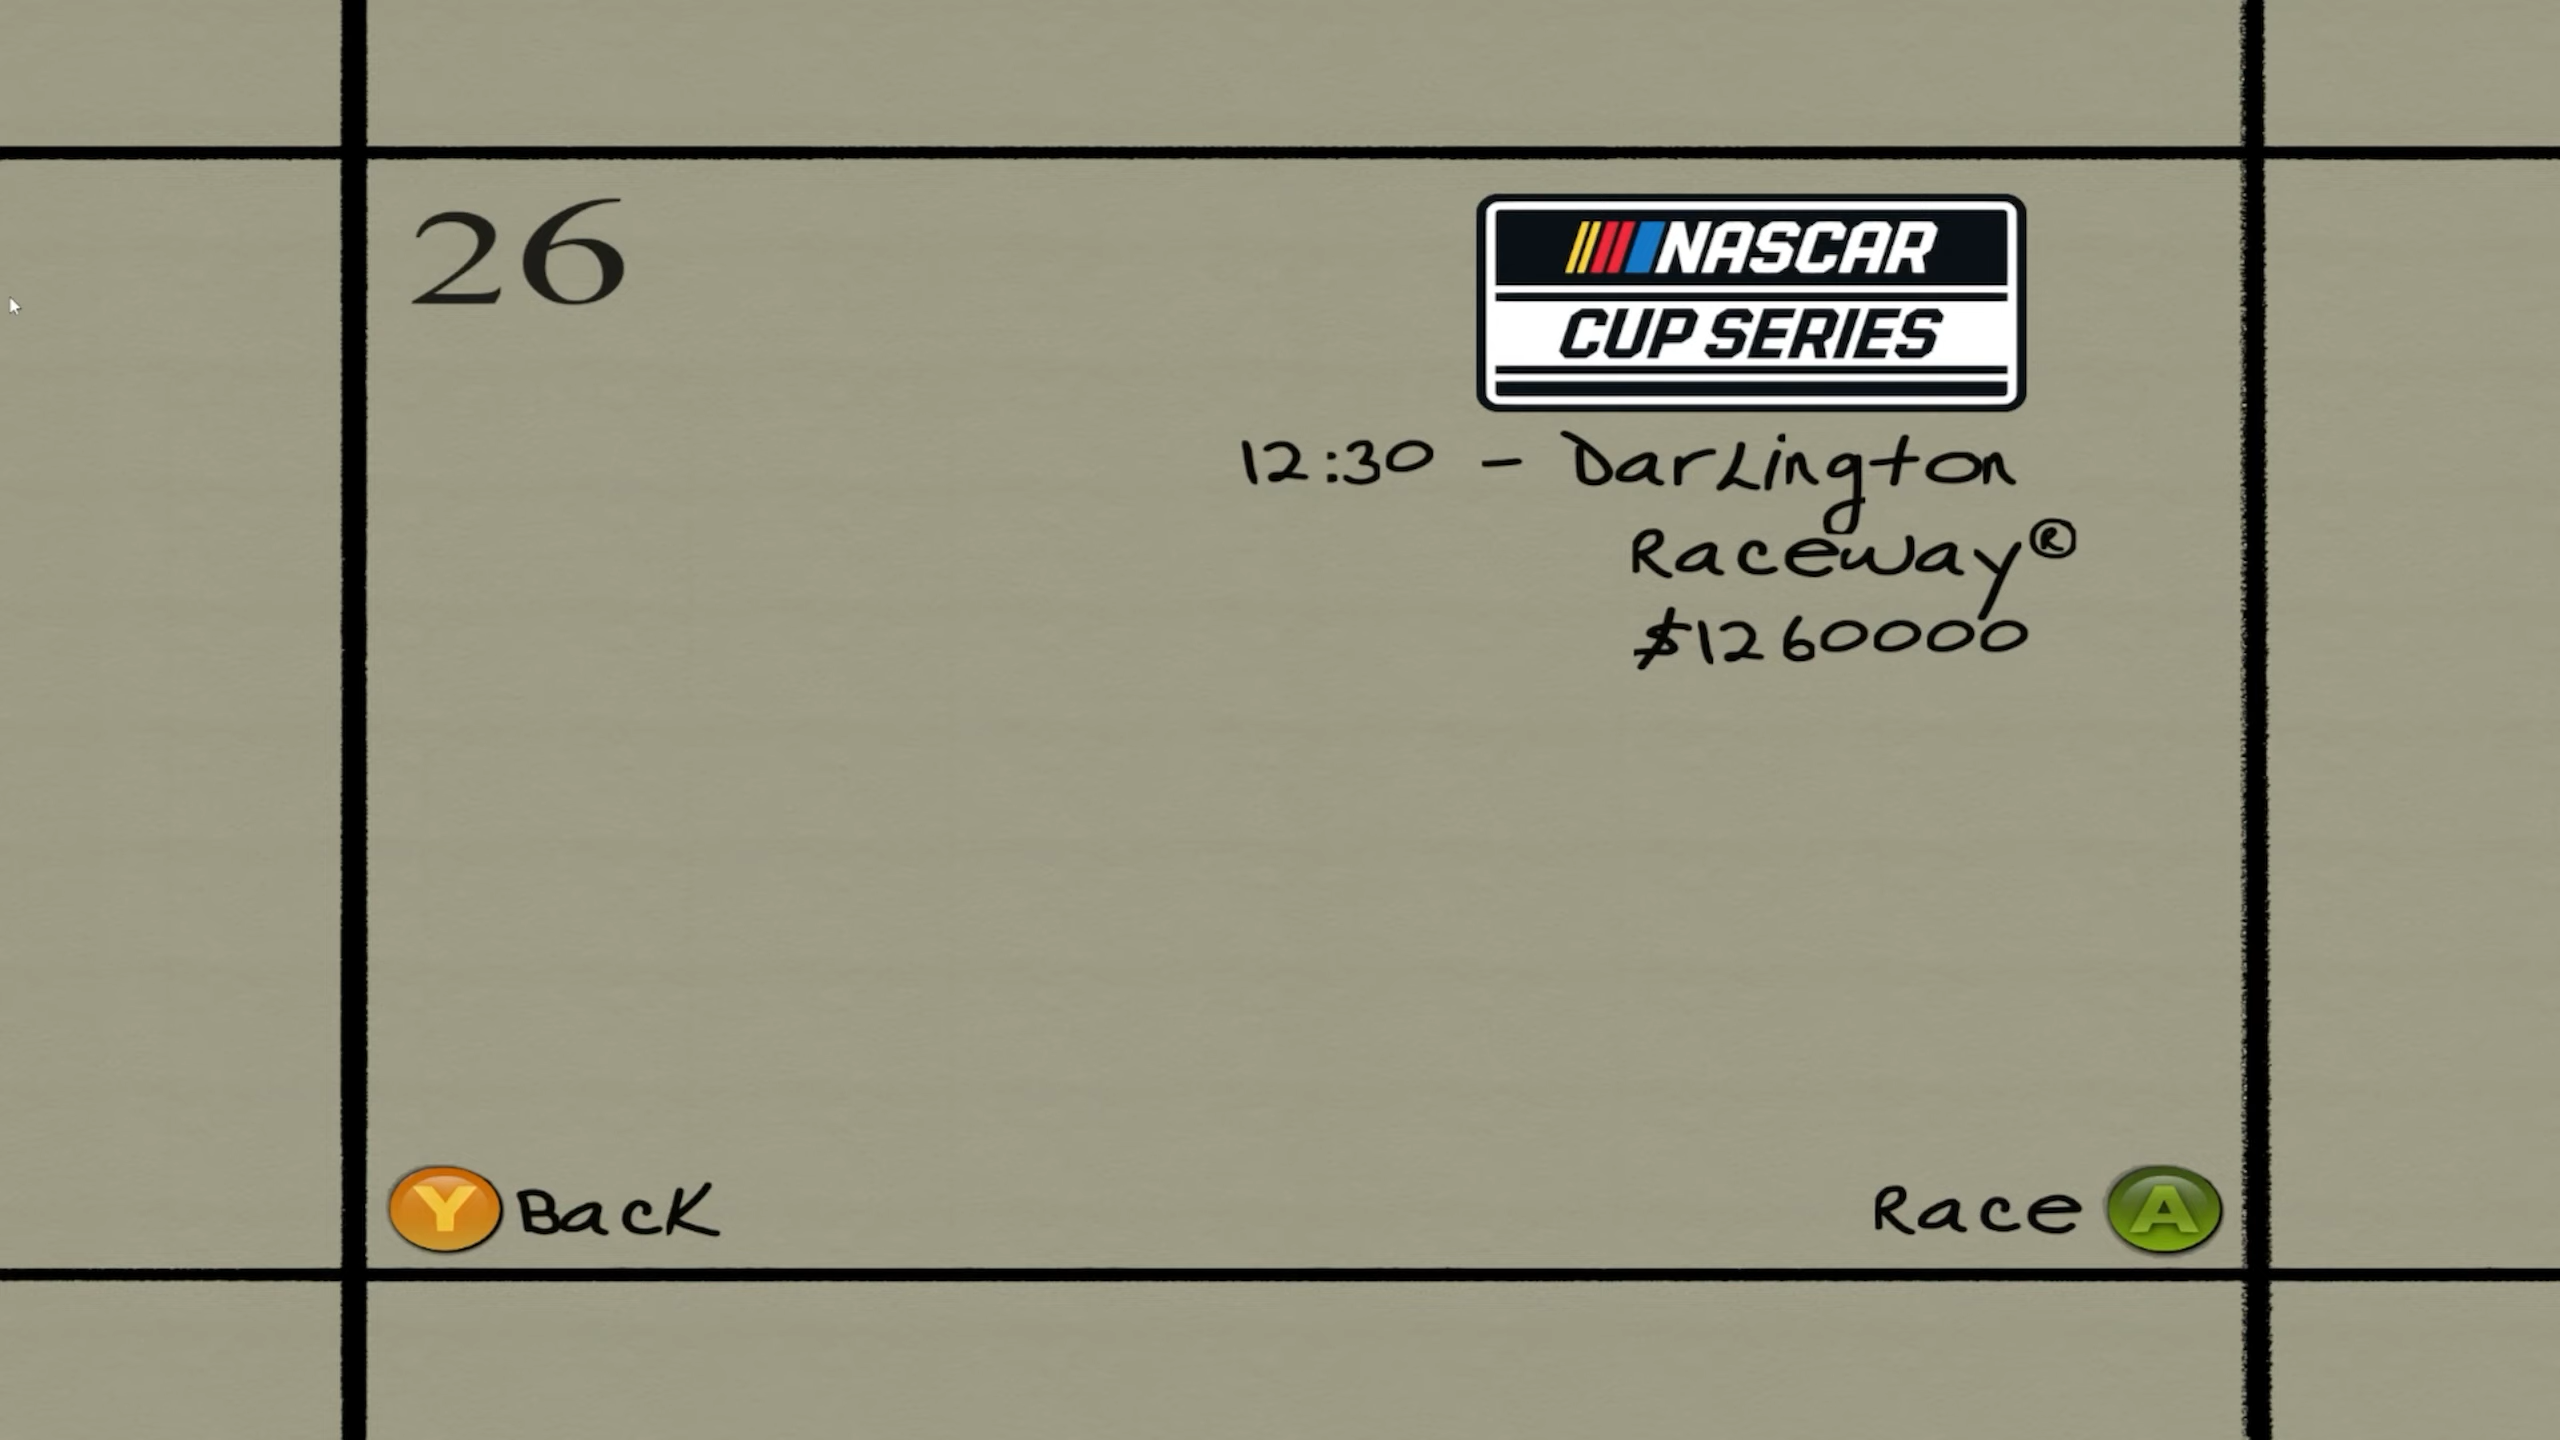 26
NASCAR
CUP SERIES
12:30 - Darlington
Raceway®
$1260000
Y Back
Race A